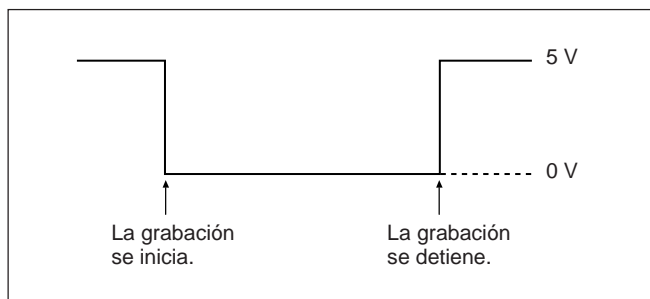 5 V
0 V
La grabación
se inicia.
La grabación
se detiene.